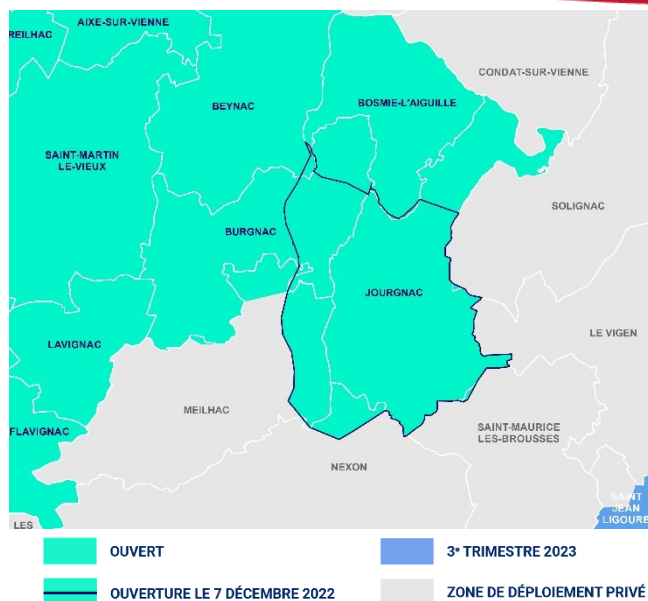 AIXE-SUR-VIENNE
REILHAC
CONDAT-SUR-VIENNE
BEYNAC
BOSMIE-L'AIGUILLE
SAINT-MARTIN
LE-VIEUX
SOLIGNAC
BURGNAC
JOURGNAC
LE VIGEN
LAVIGNAC
MEILHAC
FLAVIGNAC
SAINT-MAURICE
LES-BROUSSES
NEXON
SAINT
JEAN
LIGOURE
LES
OUVERT
3e TRIMESTRE 2023
OUVERTURE LE 7 DÉCEMBRE 2022
ZONE DE DÉPLOIEMENT PRIVÉ